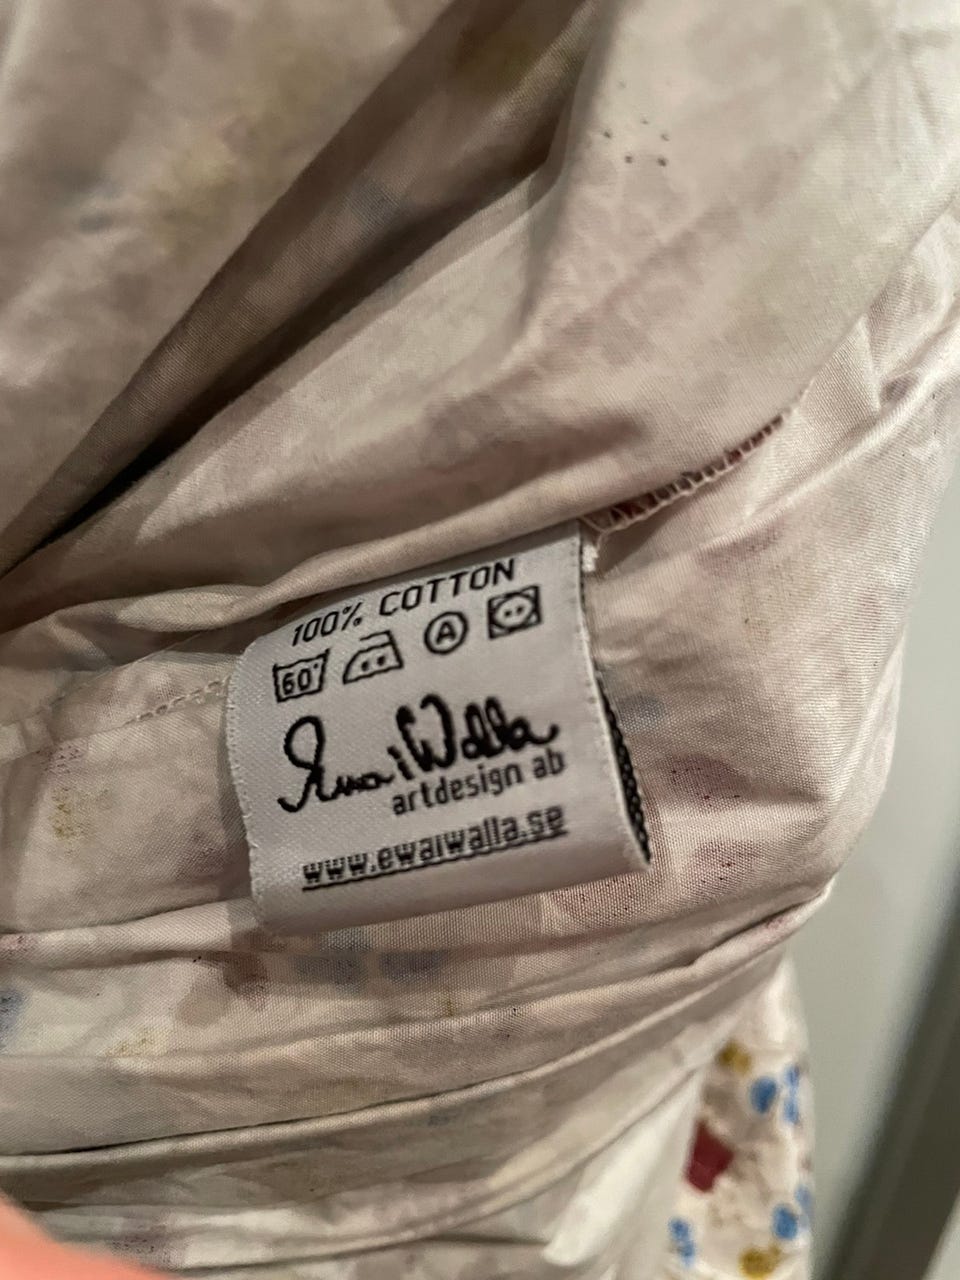 100% COTTON
60° A
Ewa i Walla
artdesign ab
www.ewaiwalla.se